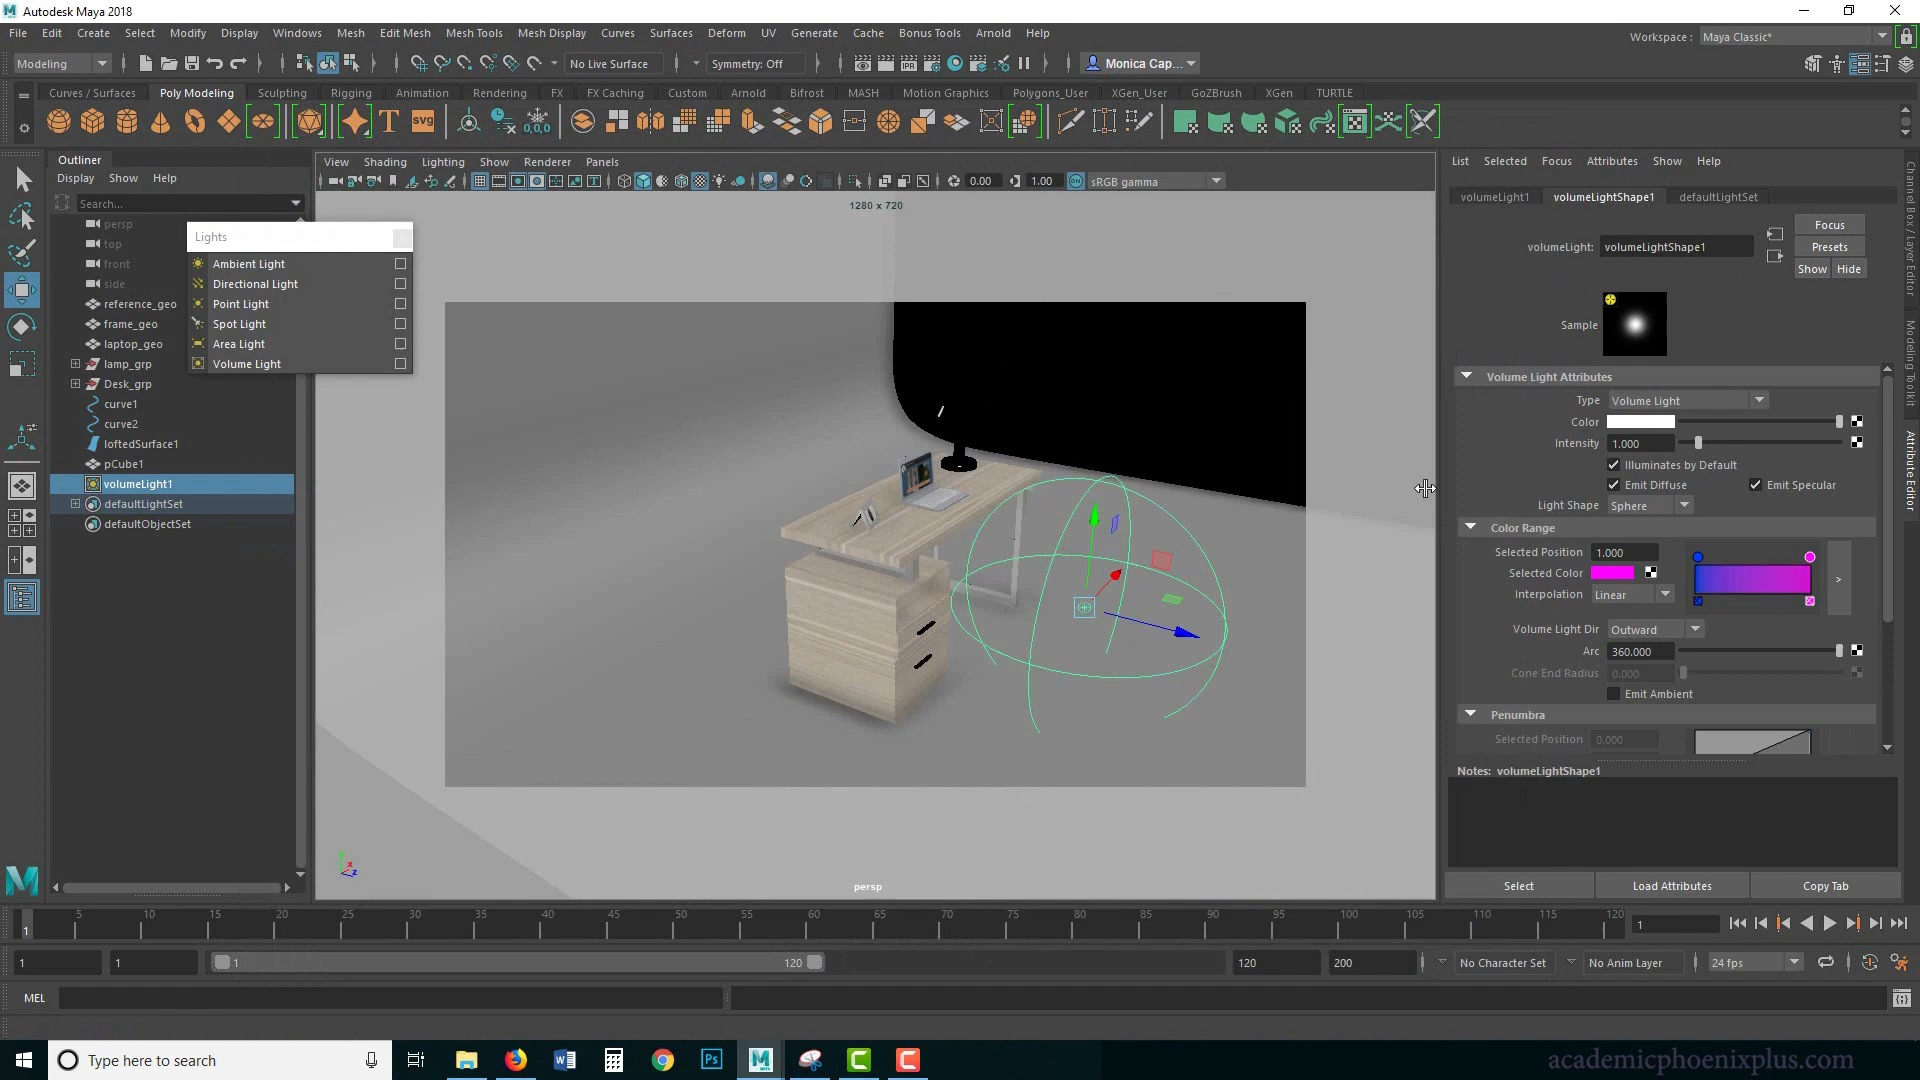 Autodesk Maya 2018
File Edit Create Select Modify Display Windows Mesh Edit Mesh Mesh Tools Mesh Display Curves Surfaces Deform UV Generate Cache Bonus Tools Arnold Help
Workspace : Maya Classic*
Modeling No Live Surface Symmetry: Off Monica Cap...
Curves / Surfaces Poly Modeling Sculpting Rigging Animation Rendering FX FX Caching Custom Arnold Bifrost MASH Motion Graphics Polygons_User XGen_User GoZBrush XGen TURTLE
Outliner
Display Show Help
Search...
persp
top
front
side
reference_geo
frame_geo
laptop_geo
lamp_grp
Desk_grp
curve1
curve2
loftedSurface1
pCube1
volumeLight1
defaultLightSet
defaultObjectSet
Lights
Ambient Light
Directional Light
Point Light
Spot Light
Area Light
Volume Light
View Shading Lighting Show Renderer Panels
0.00 1.00 sRGB gamma
1280 x 720
persp
List Selected Focus Attributes Show Help
volumeLight1 volumeLightShape1 defaultLightSet
volumeLight: volumeLightShape1
Focus
Presets
Show Hide
Sample
Volume Light Attributes
Type Volume Light
Color
Intensity 1.000
Illuminates by Default
Emit Diffuse Emit Specular
Light Shape Sphere
Color Range
Selected Position 1.000
Selected Color
Interpolation Linear
Volume Light Dir Outward
Arc 360.000
Cone End Radius 0.000
Emit Ambient
Penumbra
Selected Position 0.000
Notes: volumeLightShape1
Select Load Attributes Copy Tab
Channel Box / Layer Editor
Modeling Toolkit
Attribute Editor
5 10 15 20 25 30 35 40 45 50 55 60 65 70 75 80 85 90 95 100 105 110 115 120
1 1
1 1 1 120 120 200 No Character Set No Anim Layer 24 fps
MEL
Type here to search
academicphoenixplus.com